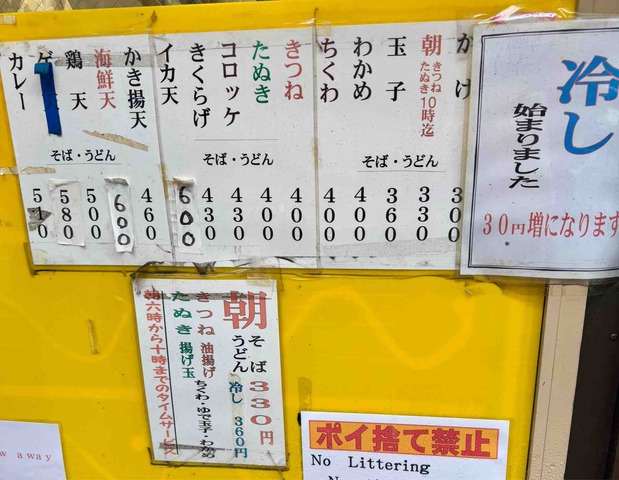 冷し
始まりました
30円増になります
かけ
朝 きつね たぬき 10時迄
玉子
わかめ
ちくわ
そば・うどん
300
330
360
400
400
きつね
たぬき
コロッケ
きくらげ
イカ天
そば・うどん
400
400
430
430
600
かき揚天
海鮮天
鶏天
ゲ
カレー
そば・うどん
460
600
500
580
朝そばうどん 330円
冷し 360円
きつね 油揚げ
ちくわ・ゆで玉子・わかめ
たぬき 揚げ玉
朝六時から十時までのタイムサービス
ポイ捨て禁止
No Littering
w away